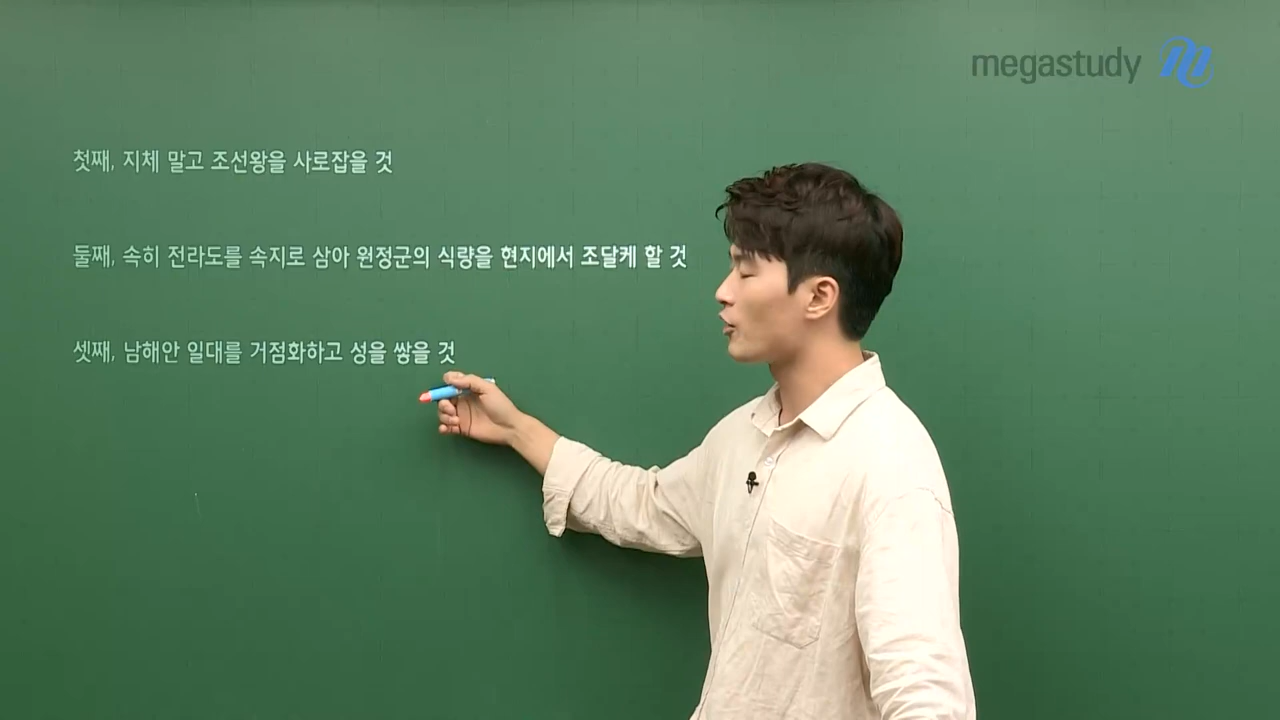 megastudy
첫째, 지체 말고 조선왕을 사로잡을 것
둘째, 속히 전라도를 속지로 삼아 원정군의 식량을 현지에서 조달케 할 것
셋째, 남해안 일대를 거점화하고 성을 쌓을 것